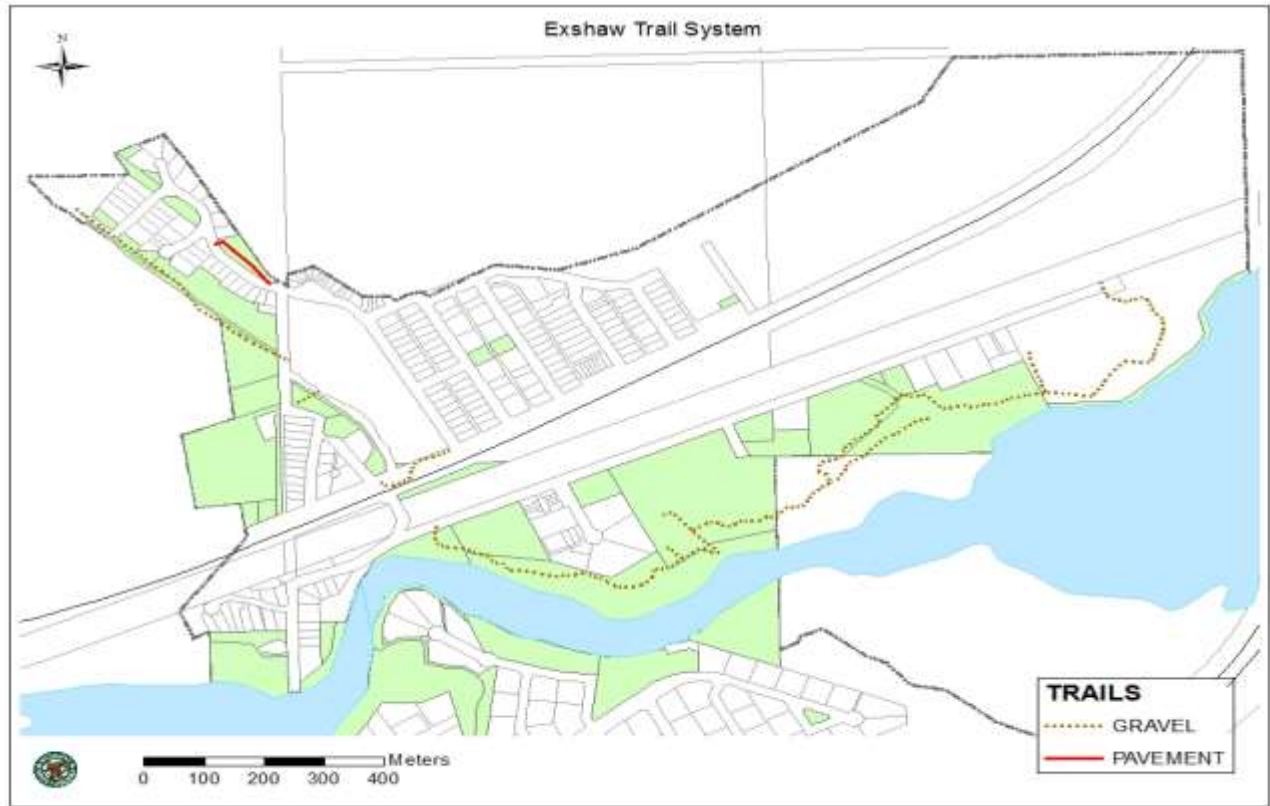 Exshaw Trail System
N
TRAILS
GRAVEL
PAVEMENT
Meters
0 100 200 300 400